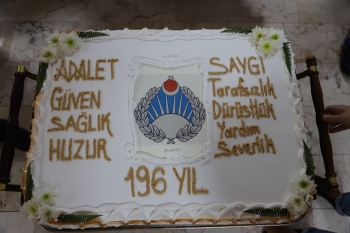 ADALET
GÜVEN
SAĞLIK
HUZUR
SAYGI
Tarafsızlık
Dürüstlük
Yardım
Severlik
196 YIL